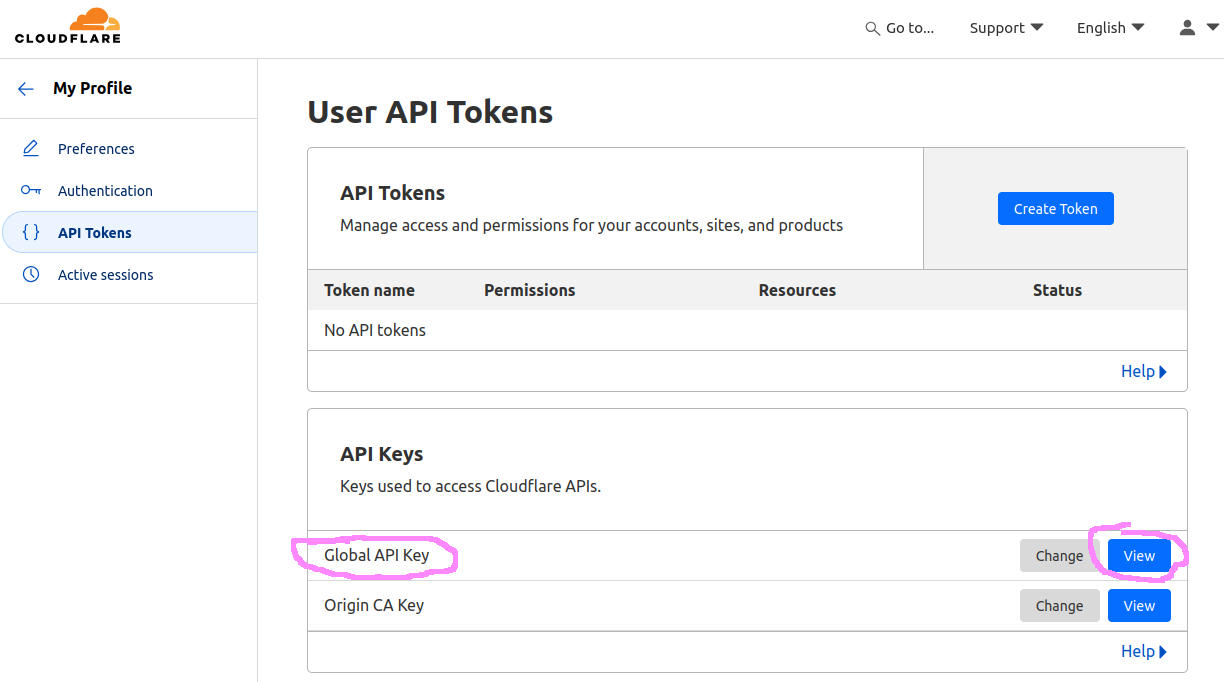 CLOUDFLARE
Go to...
Support
English
My Profile
Preferences
Authentication
API Tokens
Active sessions
User API Tokens
API Tokens
Manage access and permissions for your accounts, sites, and products
Create Token
Token name Permissions Resources Status
No API tokens
Help
API Keys
Keys used to access Cloudflare APIs.
Global API Key Change View
Origin CA Key Change View
Help